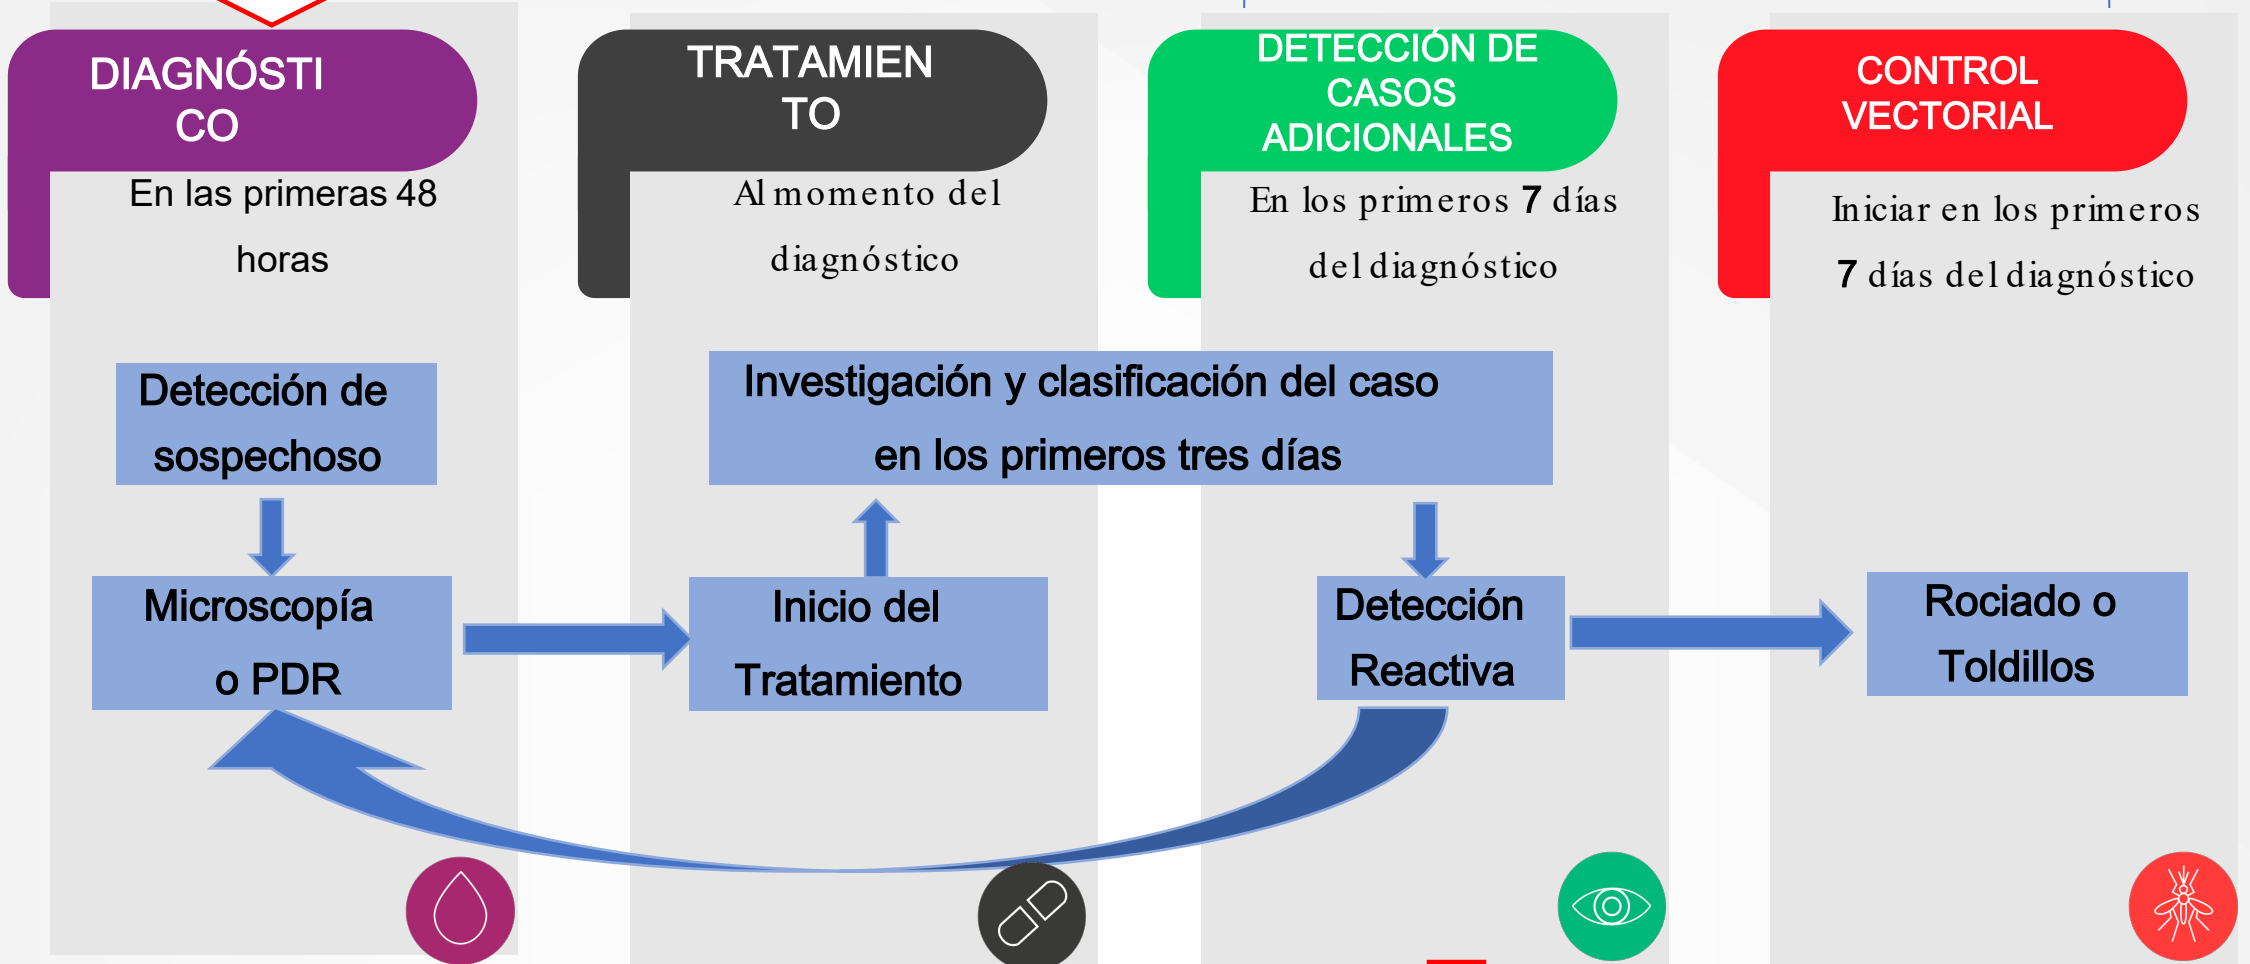 DIAGNÓSTI
CO
En las primeras 48
horas
Detección de
sospechoso
Microscopía
o PDR
TRATAMIEN
TO
Al momento del
diagnóstico
Investigación y clasificación del caso
en los primeros tres días
Inicio del
Tratamiento
DETECCIÓN DE
CASOS
ADICIONALES
En los primeros 7 días
del diagnóstico
Detección
Reactiva
CONTROL
VECTORIAL
Iniciar en los primeros
7 días del diagnóstico
Rociado o
Toldillos